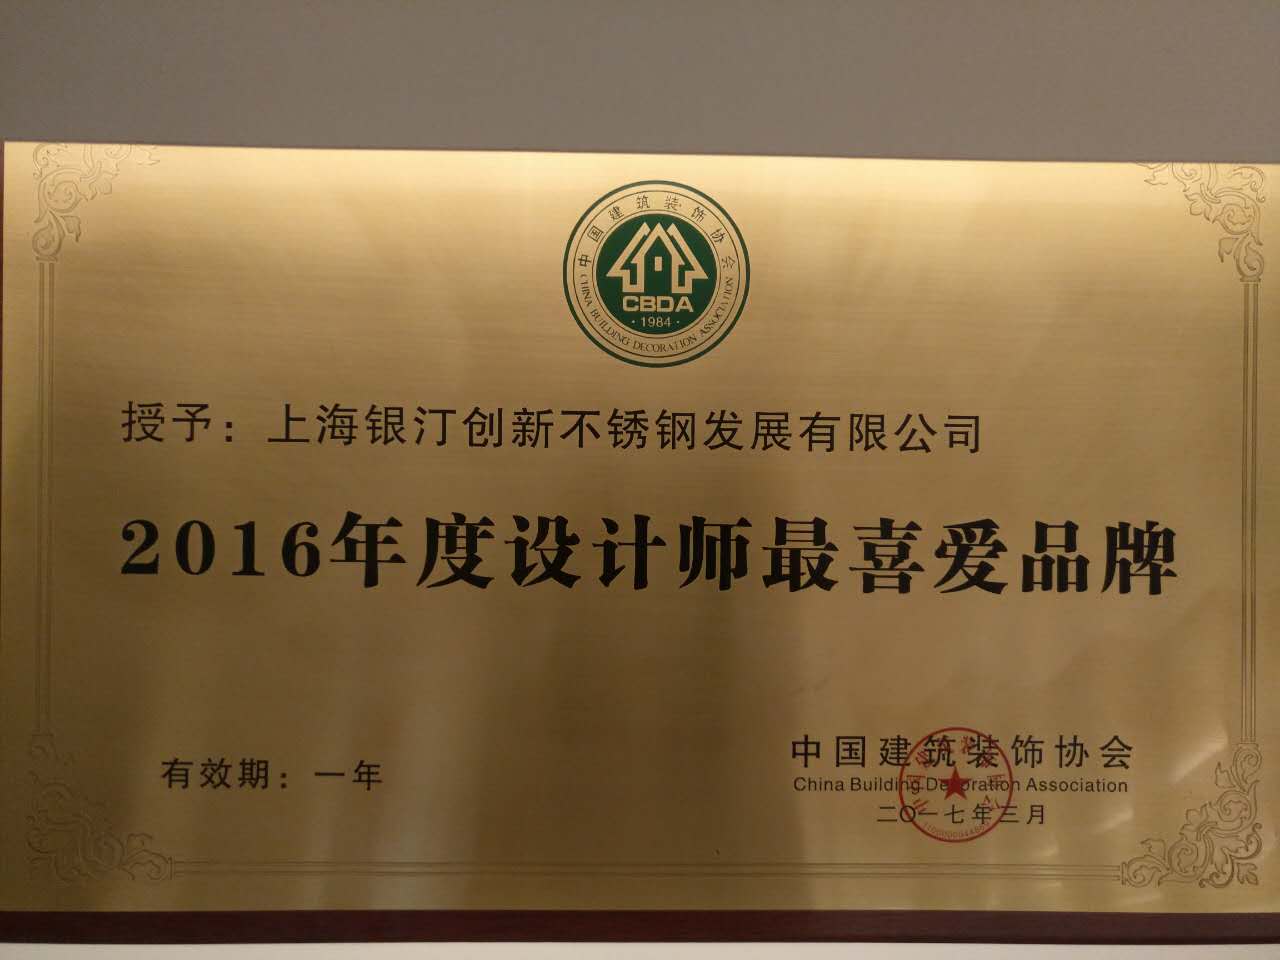 中国建筑装饰协会
CHINA BUILDING DECORATION ASSOCIATION
CBDA
·1984·
授予：上海银汀创新不锈钢发展有限公司
2016年度设计师最喜爱品牌
有效期：一年
中国建筑装饰协会
China Building Decoration Association
二〇一七年三月